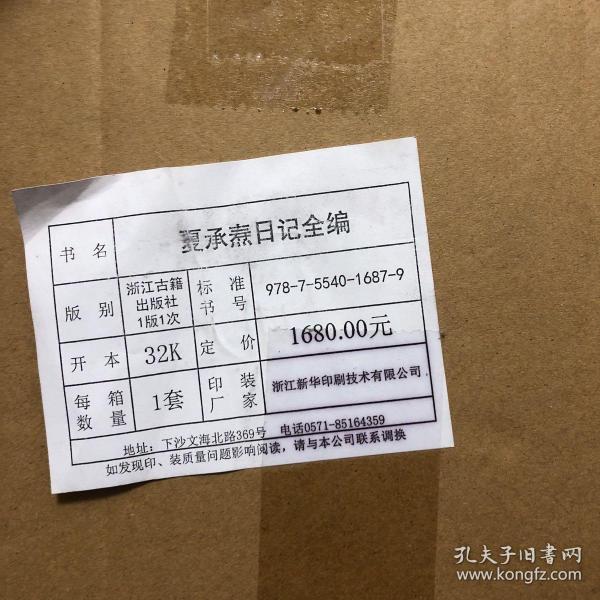 书名 夏承焘日记全编
版别 浙江古籍出版社1版1次 标准书号 978-7-5540-1687-9
开本 32K 定价 1680.00元
每箱数量 1套 印装厂家 浙江新华印刷技术有限公司
地址: 下沙文海北路369号 电话0571-85164359
如发现印、装质量问题影响阅读, 请与本公司联系调换
孔夫子旧书网
www.kongfz.com